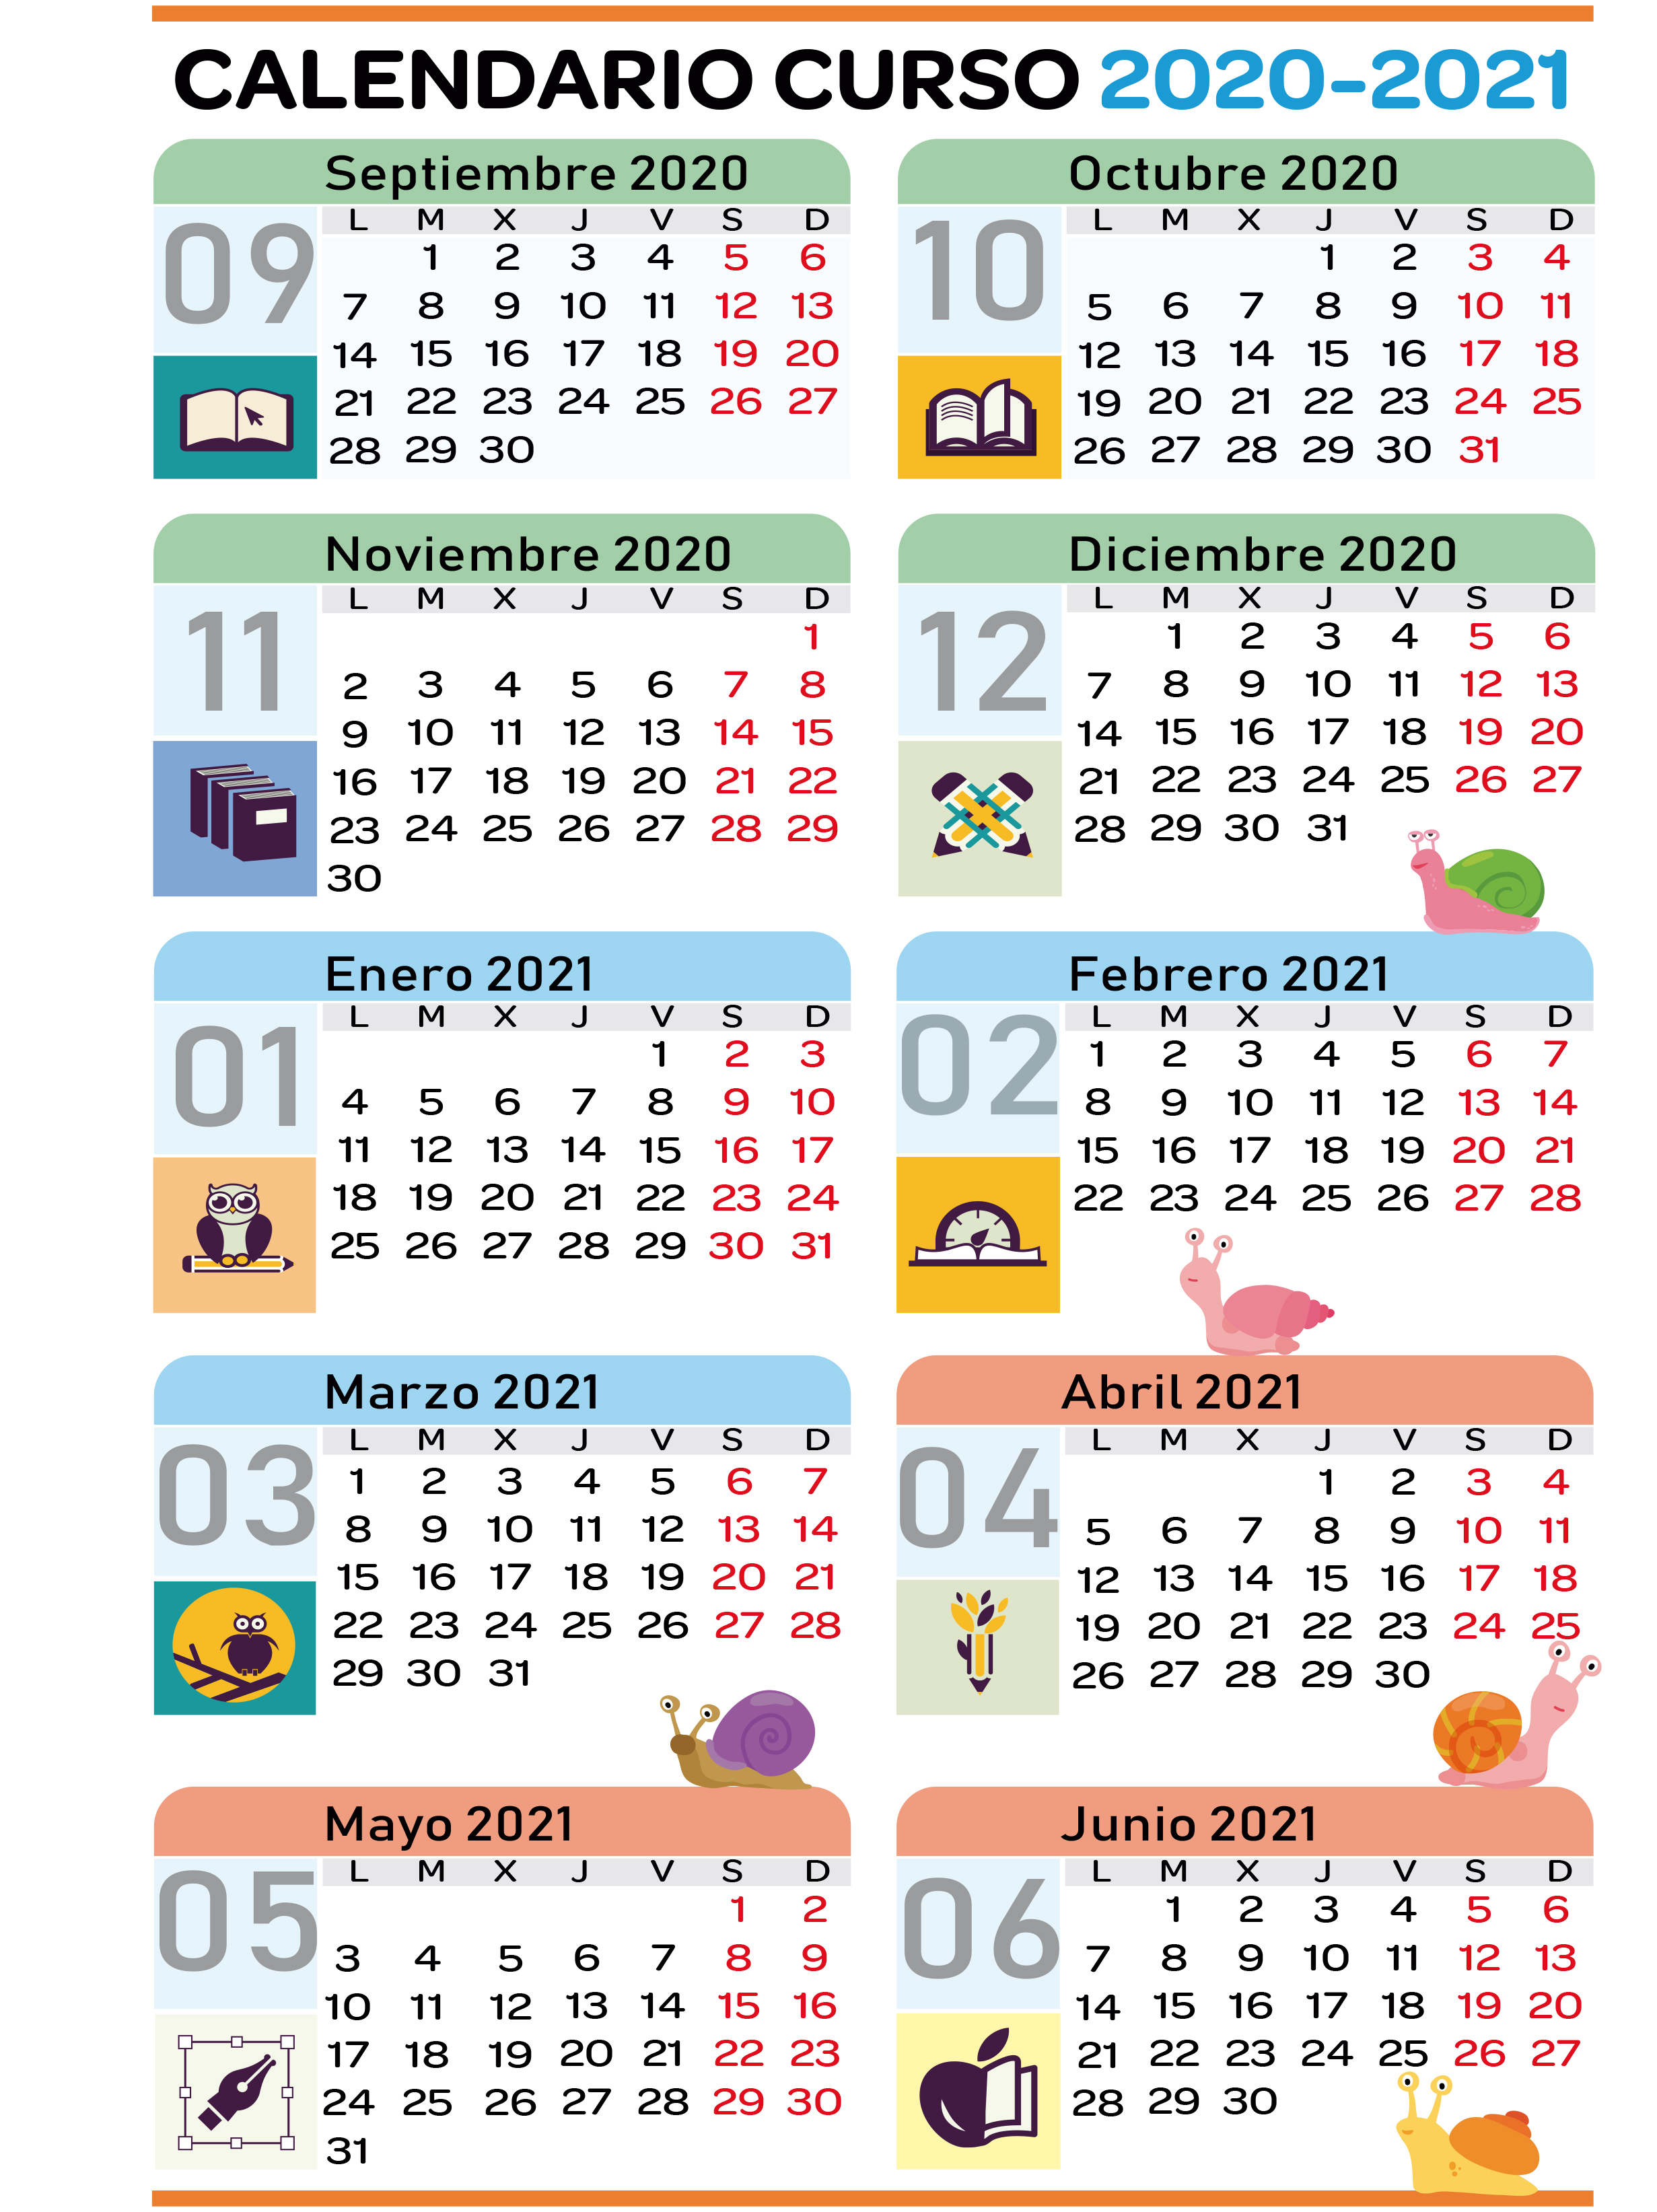 CALENDARIO CURSO 2020-2021
Septiembre 2020
09
L M X J V S D
1 2 3 4 5 6
7 8 9 10 11 12 13
14 15 16 17 18 19 20
21 22 23 24 25 26 27
28 29 30
Octubre 2020
10
L M X J V S D
1 2 3 4
5 6 7 8 9 10 11
12 13 14 15 16 17 18
19 20 21 22 23 24 25
26 27 28 29 30 31
Noviembre 2020
11
L M X J V S D
1
2 3 4 5 6 7 8
9 10 11 12 13 14 15
16 17 18 19 20 21 22
23 24 25 26 27 28 29
30
Diciembre 2020
12
L M X J V S D
1 2 3 4 5 6
7 8 9 10 11 12 13
14 15 16 17 18 19 20
21 22 23 24 25 26 27
28 29 30 31
Enero 2021
01
L M X J V S D
1 2 3
4 5 6 7 8 9 10
11 12 13 14 15 16 17
18 19 20 21 22 23 24
25 26 27 28 29 30 31
Febrero 2021
02
L M X J V S D
1 2 3 4 5 6 7
8 9 10 11 12 13 14
15 16 17 18 19 20 21
22 23 24 25 26 27 28
Marzo 2021
03
L M X J V S D
1 2 3 4 5 6 7
8 9 10 11 12 13 14
15 16 17 18 19 20 21
22 23 24 25 26 27 28
29 30 31
Abril 2021
04
L M X J V S D
1 2 3 4
5 6 7 8 9 10 11
12 13 14 15 16 17 18
19 20 21 22 23 24 25
26 27 28 29 30
Mayo 2021
05
L M X J V S D
1 2
3 4 5 6 7 8 9
10 11 12 13 14 15 16
17 18 19 20 21 22 23
24 25 26 27 28 29 30
31
Junio 2021
06
L M X J V S D
1 2 3 4 5 6
7 8 9 10 11 12 13
14 15 16 17 18 19 20
21 22 23 24 25 26 27
28 29 30